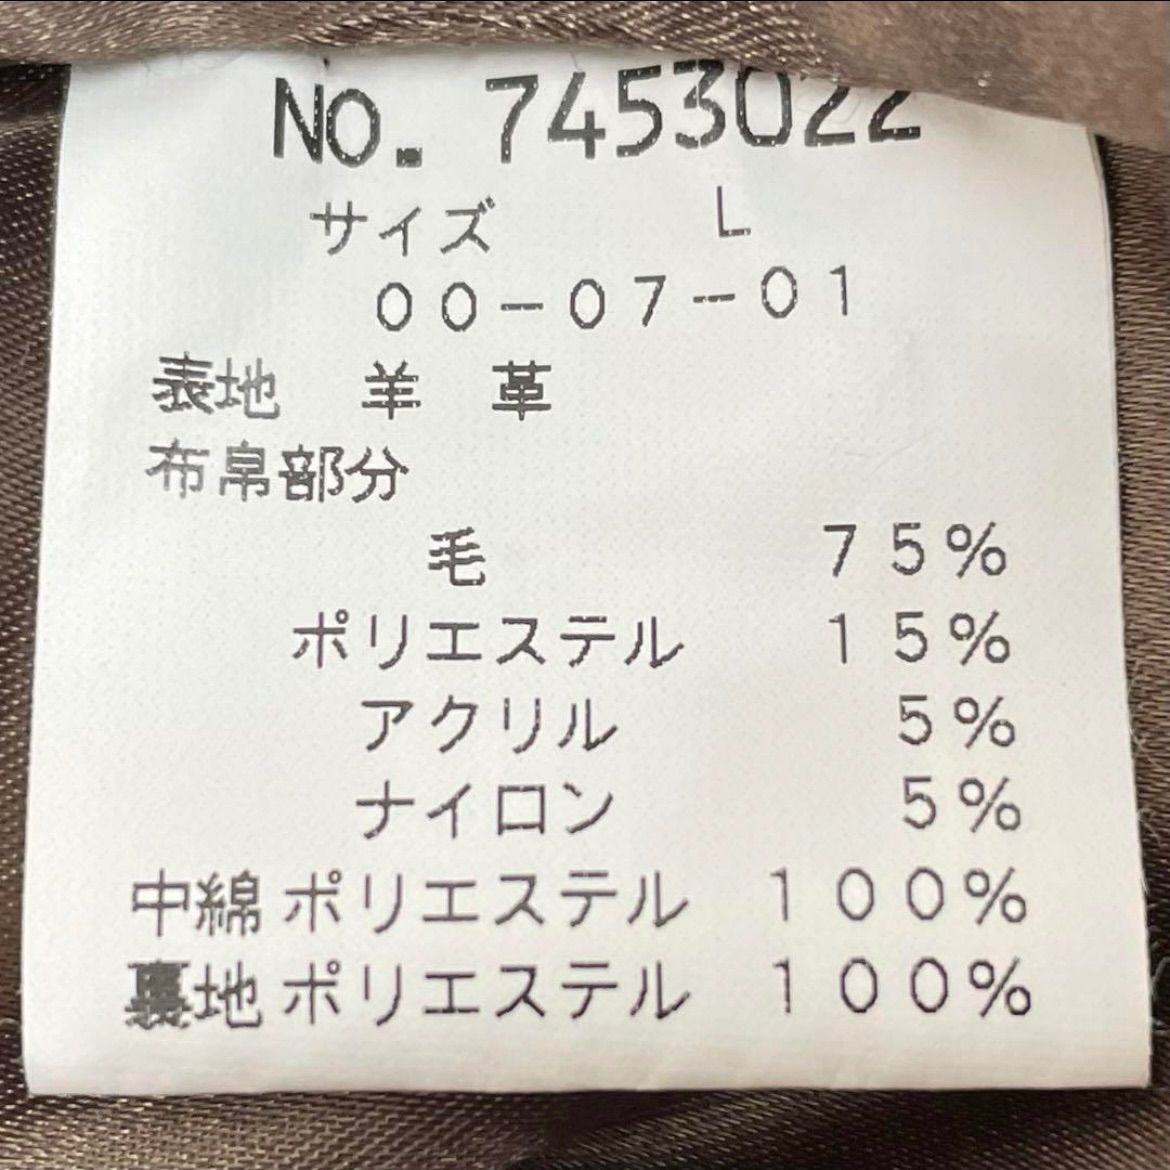 NO. 7453022
サイズ L
00-07-01
表地 羊 革
布帛部分
毛 75%
ポリエステル 15%
アクリル 5%
ナイロン 5%
中綿 ポリエステル 100%
裏地 ポリエステル 100%